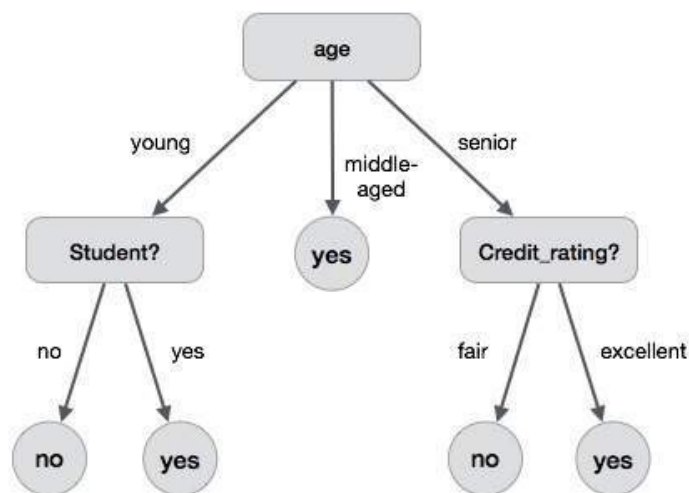 age
young
middle-
aged
senior
Student?
yes
Credit_rating?
no
yes
fair
excellent
no
yes
no
yes